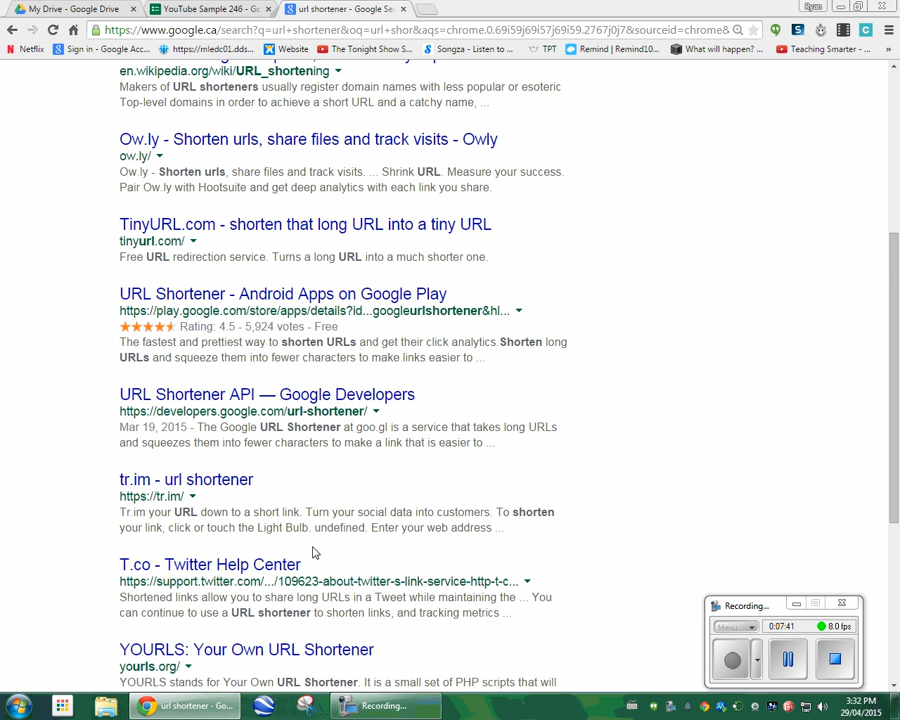 My Drive - Google Drive
YouTube Sample 246 - Go
url shortener - Google Se
Ryan
https://www.google.ca/search?q=url+shortener&oq=url+shor&aqs=chrome.0.69i59j69i57j69i59.2767j0j7&sourceid=chrome&
Netflix
Sign in - Google Acc...
https://mledc01.dds...
Website
The Tonight Show S...
Songza - Listen to ...
TPT
Remind | Remind10...
What will happen? ...
Teaching Smarter - ...
en.wikipedia.org/wiki/URL_shortening
Makers of URL shorteners usually register domain names with less popular or esoteric
Top-level domains in order to achieve a short URL and a catchy name, ...
Ow.ly - Shorten urls, share files and track visits - Owly
ow.ly/
Ow.ly - Shorten urls, share files and track visits. ... Shrink URL. Measure your success.
Pair Ow.ly with Hootsuite and get deep analytics with each link you share.
TinyURL.com - shorten that long URL into a tiny URL
tinyurl.com/
Free URL redirection service. Turns a long URL into a much shorter one.
URL Shortener - Android Apps on Google Play
https://play.google.com/store/apps/details?id...googleurlshortener&hl...
Rating: 4.5 - 5,924 votes - Free
The fastest and prettiest way to shorten URLs and get their click analytics.Shorten long
URLs and squeeze them into fewer characters to make links easier to ...
URL Shortener API — Google Developers
https://developers.google.com/url-shortener/
Mar 19, 2015 - The Google URL Shortener at goo.gl is a service that takes long URLs
and squeezes them into fewer characters to make a link that is easier to ...
tr.im - url shortener
https://tr.im/
Tr.im your URL down to a short link. Turn your social data into customers. To shorten
your link, click or touch the Light Bulb. undefined. Enter your web address ...
T.co - Twitter Help Center
https://support.twitter.com/.../109623-about-twitter-s-link-service-http-t-c...
Shortened links allow you to share long URLs in a Tweet while maintaining the ... You
can continue to use a URL shortener to shorten links, and tracking metrics ...
YOURLS: Your Own URL Shortener
yourls.org/
YOURLS stands for Your Own URL Shortener. It is a small set of PHP scripts that will
Recording...
Menu
0:07:41
8.0 fps
url shortener - Go...
Recording...
3:32 PM
29/04/2015